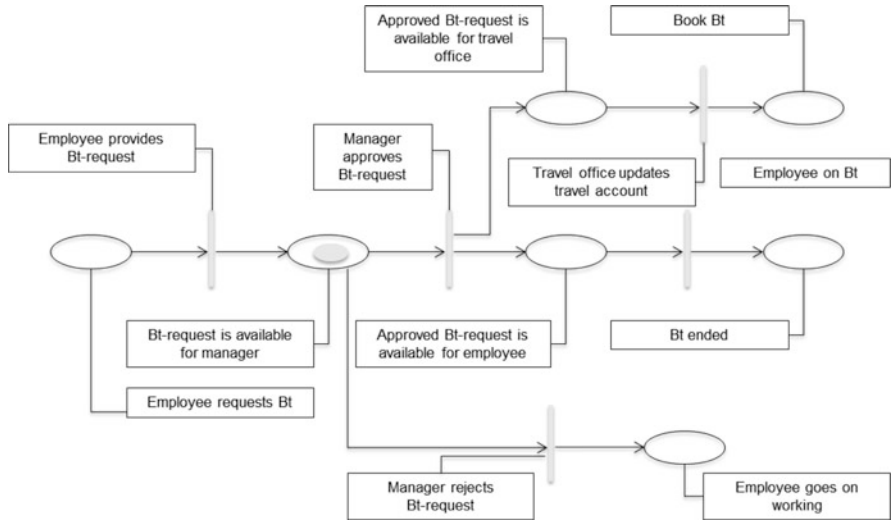 Approved Bt-request is
available for travel
office
Book Bt
Employee provides
Bt-request
Manager
approves
Bt-request
Travel office updates
travel account
Employee on Bt
Bt-request is available
for manager
Approved Bt-request is
available for employee
Bt ended
Employee requests Bt
Manager rejects
Bt-request
Employee goes on
working